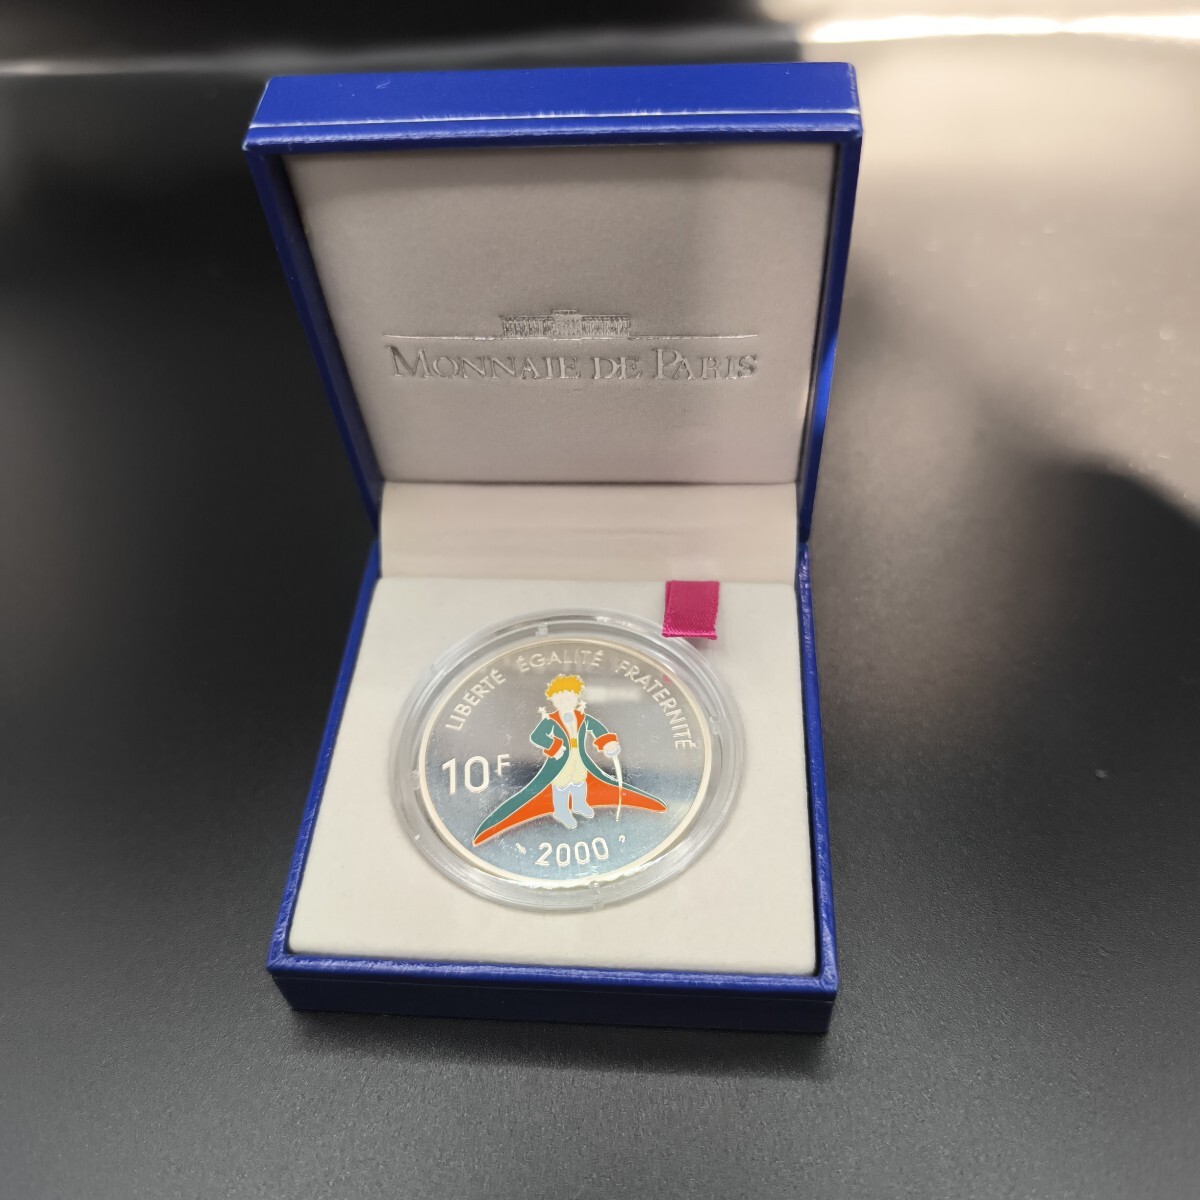 MONNAIE DE PARIS
LIBERTÉ ÉGALITÉ FRATERNITÉ
10F
2000